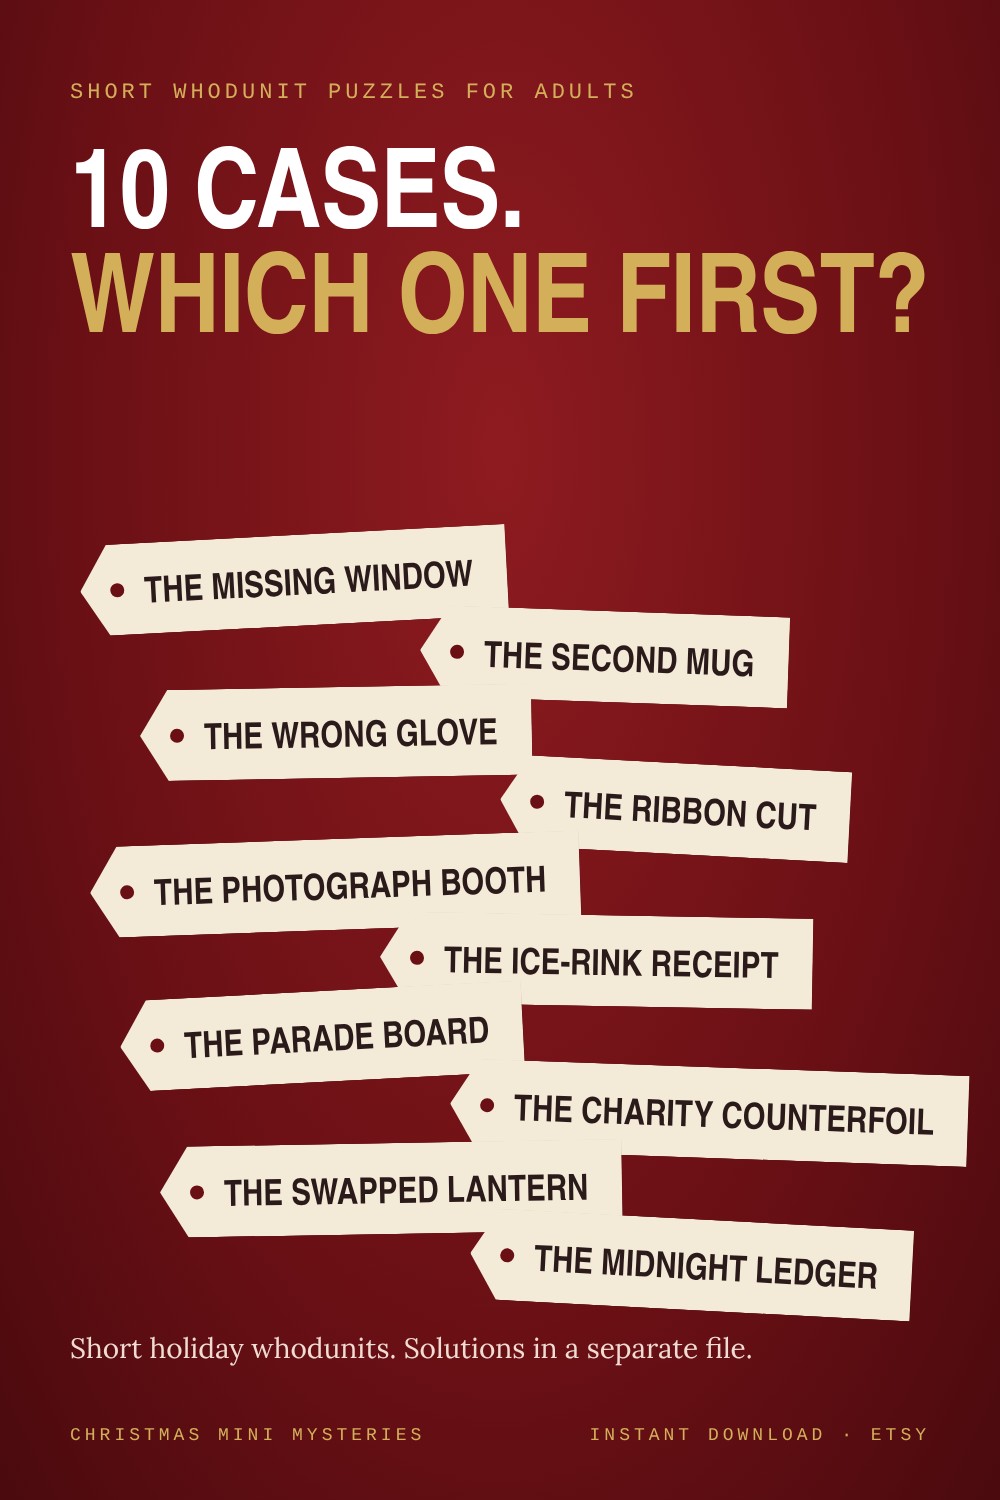 SHORT WHODUNIT PUZZLES FOR ADULTS
10 CASES.
WHICH ONE FIRST?
THE MISSING WINDOW
THE SECOND MUG
THE WRONG GLOVE
THE RIBBON CUT
THE PHOTOGRAPH BOOTH
THE ICE-RINK RECEIPT
THE PARADE BOARD
THE CHARITY COUNTERFOIL
THE SWAPPED LANTERN
THE MIDNIGHT LEDGER
Short holiday whodunits. Solutions in a separate file.
CHRISTMAS MINI MYSTERIES
INSTANT DOWNLOAD · ETSY